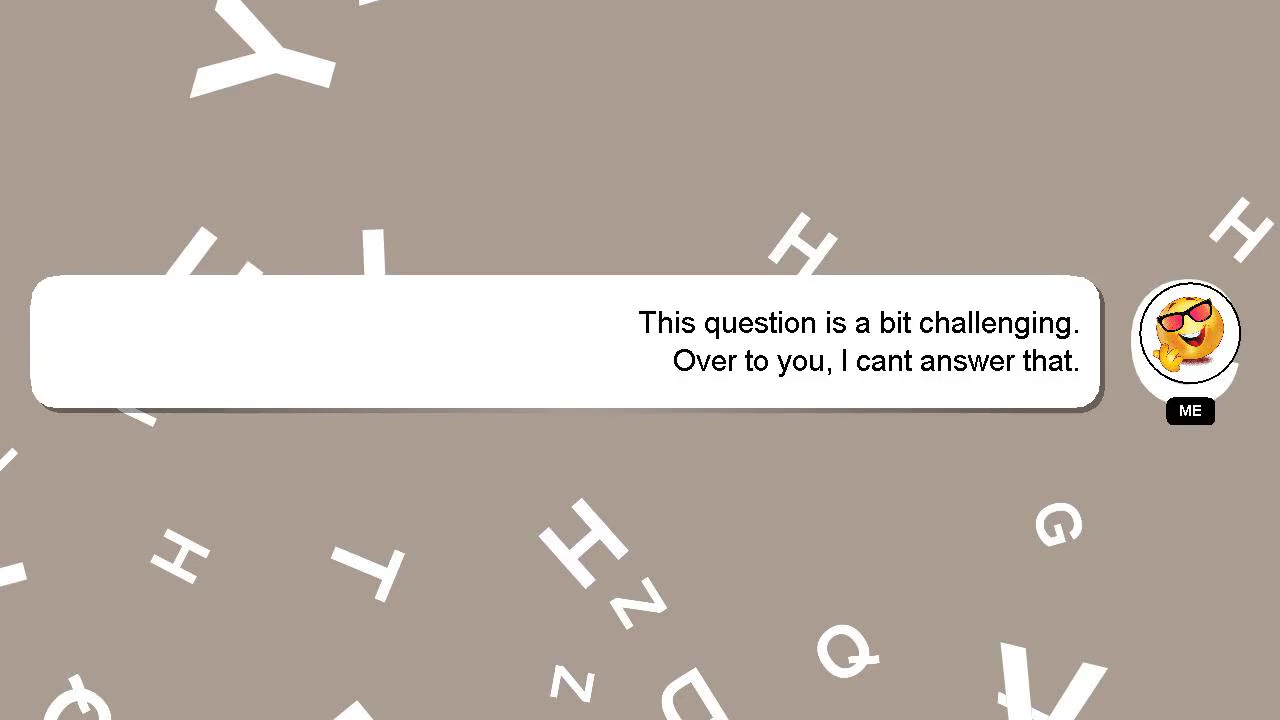 This question is a bit challenging.
Over to you, I cant answer that.
ME
Y
H
H
H
T
H
Z
G
Q
Z